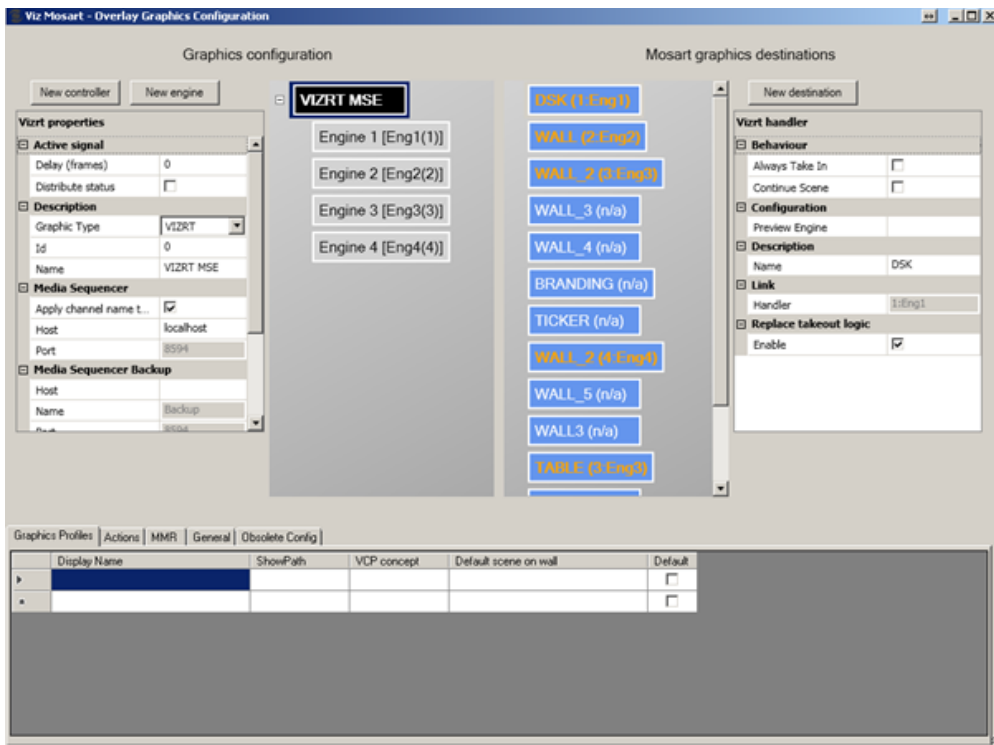 Viz Mosart - Overlay Graphics Configuration
Graphics configuration
Mosart graphics destinations
New controller
New engine
Vizrt properties
Active signal
Delay (frames) 0
Distribute status
Description
Graphic Type VIZRT
Id 0
Name VIZRT MSE
Media Sequencer
Apply channel name t...
Host localhost
Port 8594
Media Sequencer Backup
Host
Name Backup
Port 8594
VIZRT MSE
Engine 1 [Eng1(1)]
Engine 2 [Eng2(2)]
Engine 3 [Eng3(3)]
Engine 4 [Eng4(4)]
DSK (1:Eng1)
WALL (2:Eng2)
WALL_2 (3:Eng3)
WALL_3 (n/a)
WALL_4 (n/a)
BRANDING (n/a)
TICKER (n/a)
WALL_2 (4:Eng4)
WALL_5 (n/a)
WALL3 (n/a)
TABLE (3:Eng3)
New destination
Vizrt handler
Behaviour
Always Take In
Continue Scene
Configuration
Preview Engine
Description
Name DSK
Link
Handler 1:Eng1
Replace takeout logic
Enable
Graphics Profiles Actions MMR General Obsolete Config
Display Name ShowPath VCP concept Default scene on wall Default